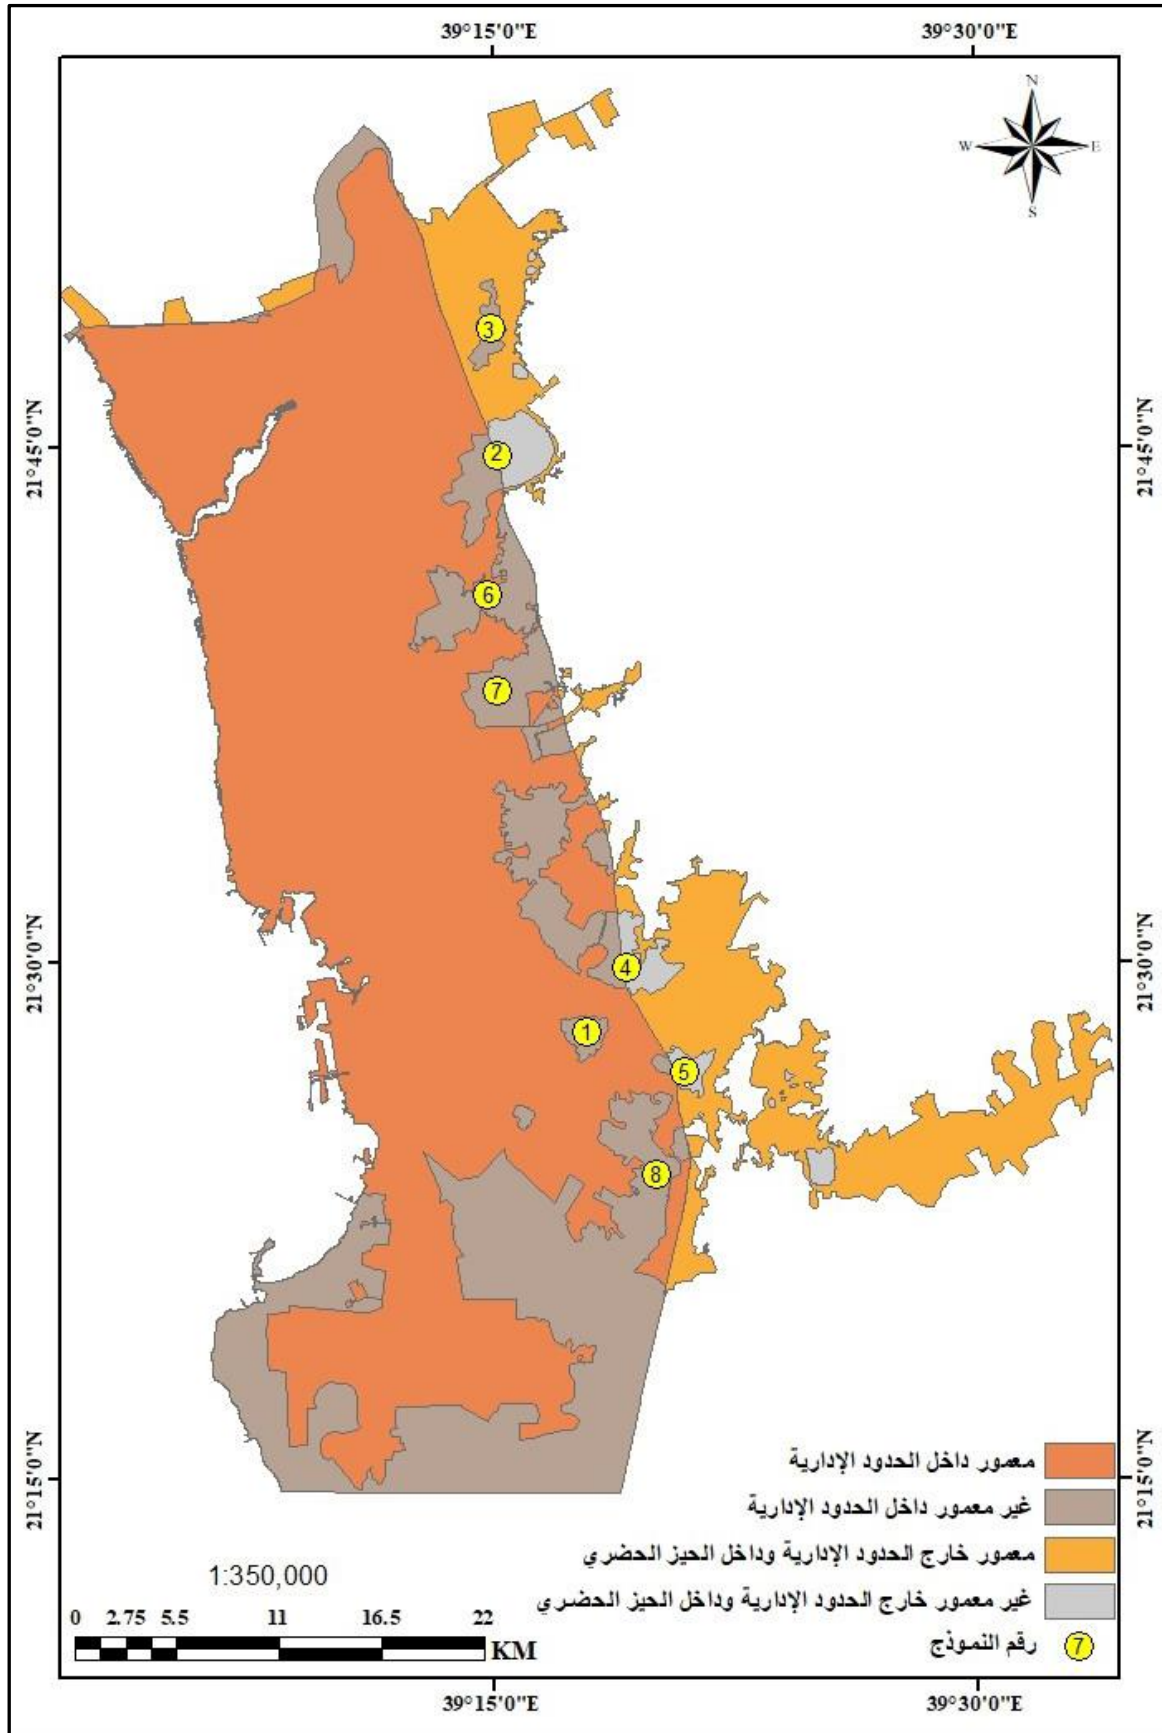 39°15'0"E
39°30'0"E
N
W
E
S
3
21°45'0"N
2
21°45'0"N
6
7
21°30'0"N
4
21°30'0"N
1
5
8
معمور داخل الحدود الإدارية
غير معمور داخل الحدود الإدارية
معمور خارج الحدود الإدارية وداخل الحيز الحضري
غير معمور خارج الحدود الإدارية وداخل الحيز الحضري
رقم النموذج 7
21°15'0"N
21°15'0"N
1:350,000
0 2.75 5.5 11 16.5 22
KM
39°15'0"E
39°30'0"E